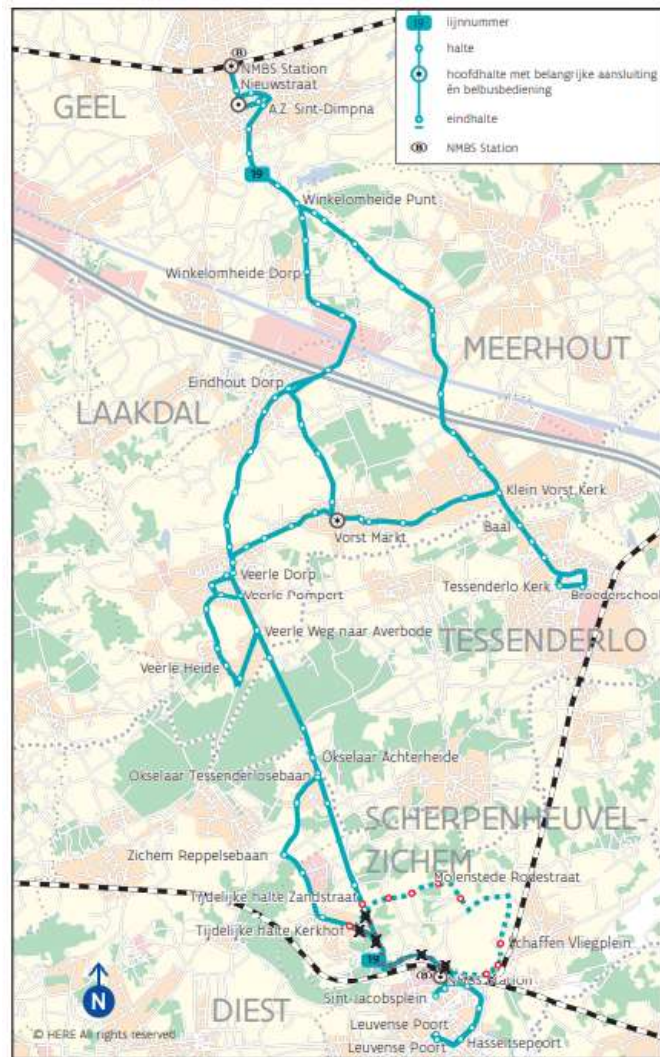 19 lijnnummer
halte
hoofdhalte met belangrijke aansluiting
én belbusbediening
eindhalte
B NMBS Station
B
NMBS Station
Nieuwstraat
GEEL
A.Z. Sint-Dimpna
19
Winkelomheide Punt
Winkelomheide Dorp
MEERHOUT
Eindhout Dorp
LAAKDAL
Klein Vorst Kerk
Baal
Vorst Markt
Veerle Dorp
Tessenderlo Kerk
Broederschool
Veerle Pompert
Veerle Weg naar Averbode
TESSENDERLO
Veerle Heide
Okselaar Achterheide
Okselaar Tessenderlosebaan
SCHERPENHEUVEL-
ZICHEM
Zichem Reppelsebaan
Molenstede Rodestraat
Tijdelijke halte Zandstraat
Tijdelijke halte Kerkhof
Schaffen Vliegplein
19
B
NMBS Station
N
Sint-Jacobsplein
DIEST
Leuvense Poort
Leuvense Poort
Hasseltsepoort
© HERE All rights reserved